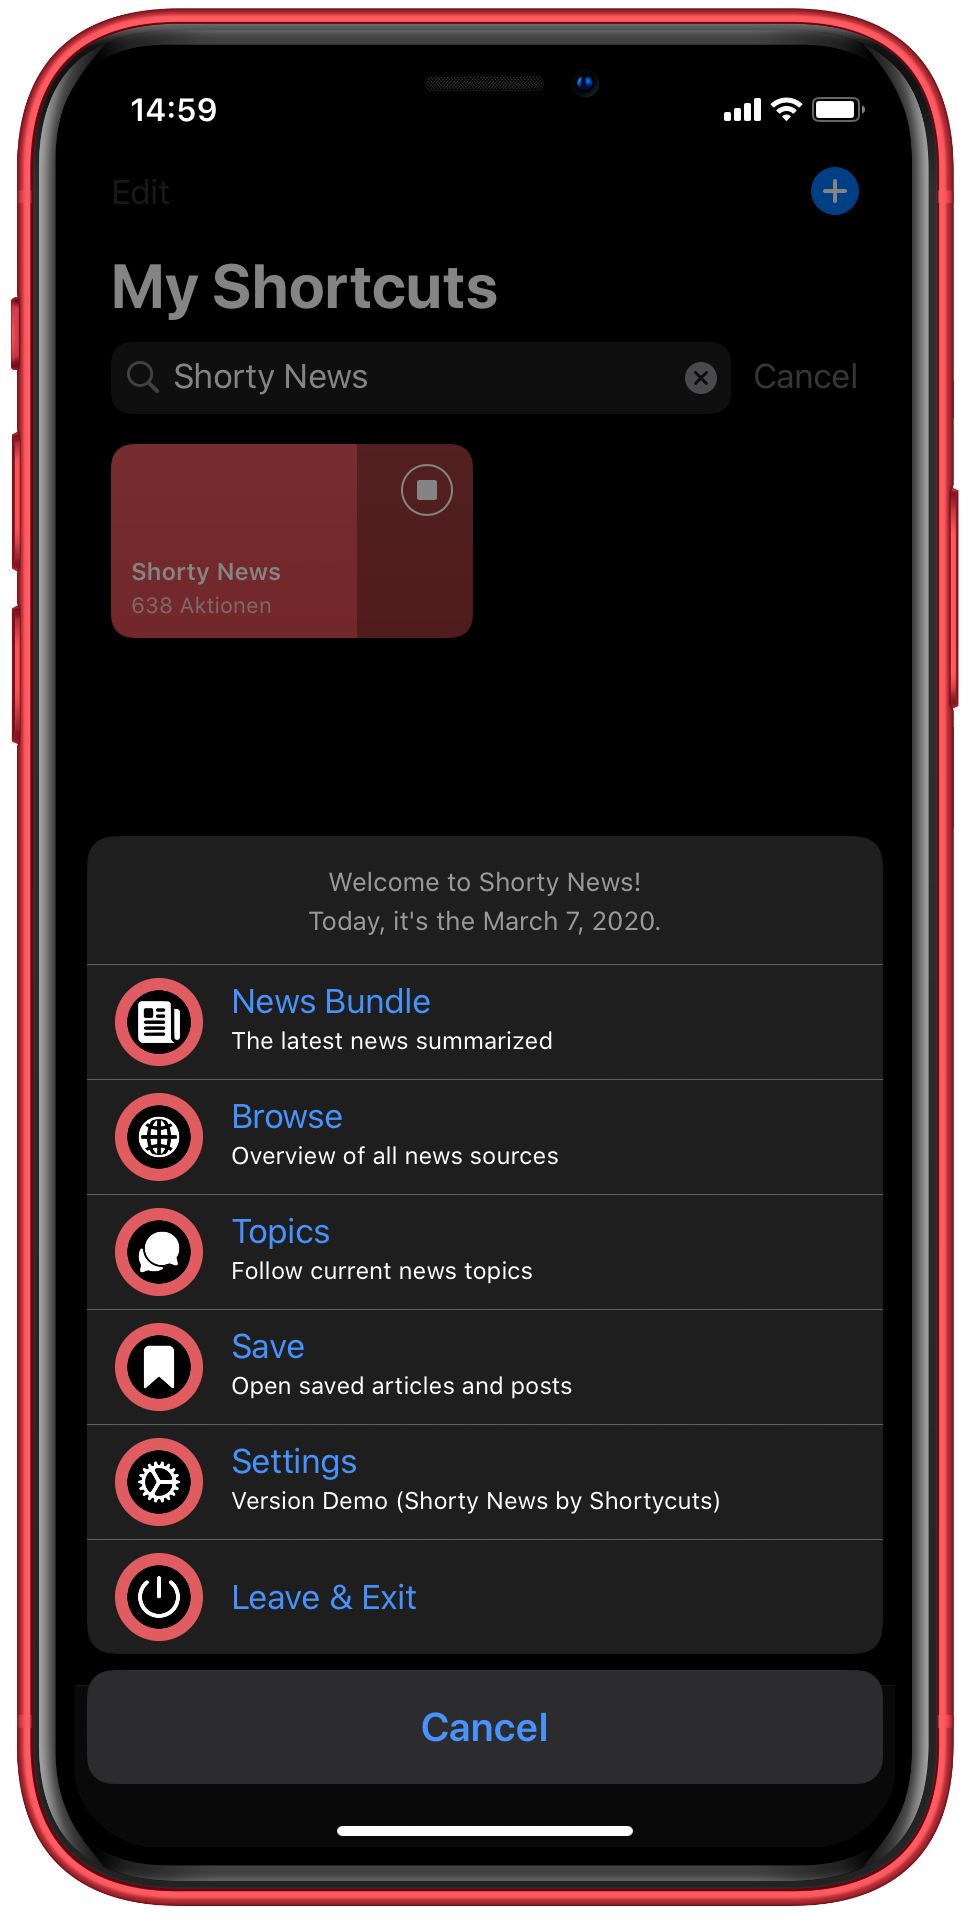 14:59
Edit
My Shortcuts
Shorty News
Cancel
Shorty News
638 Aktionen
Welcome to Shorty News!
Today, it's the March 7, 2020.
News Bundle
The latest news summarized
Browse
Overview of all news sources
Topics
Follow current news topics
Save
Open saved articles and posts
Settings
Version Demo (Shorty News by Shortycuts)
Leave & Exit
Cancel